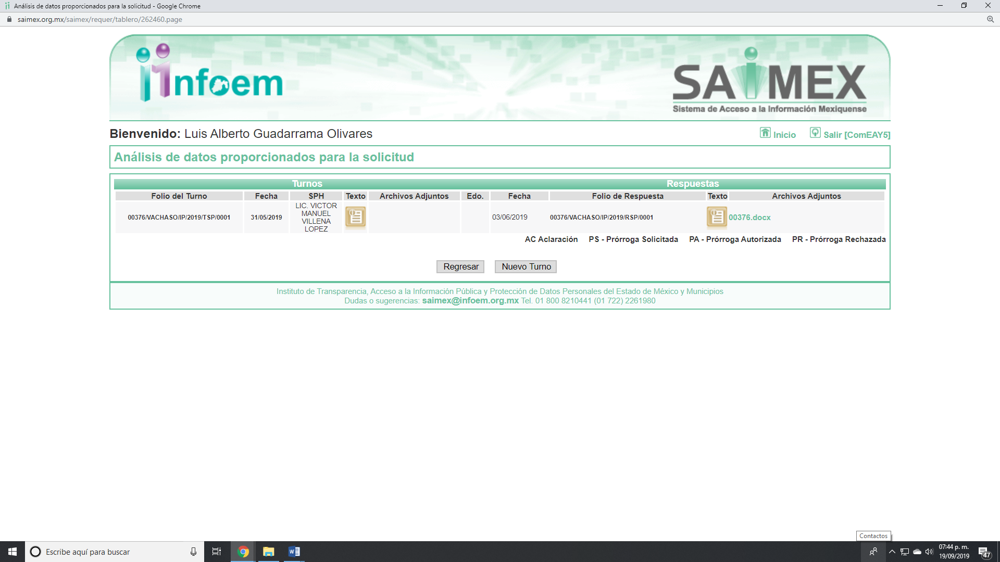 Análisis de datos proporcionados para la solicitud - Google Chrome
saimex.org.mx/saimex/requer/tablero/262460.page
infoem
SAIMEX
Sistema de Acceso a la Información Mexiquense
Bienvenido: Luis Alberto Guadarrama Olivares
Inicio Salir [ComEAY5]
Análisis de datos proporcionados para la solicitud
Turnos Respuestas
Folio del Turno Fecha SPH Texto Archivos Adjuntos Edo. Fecha Folio de Respuesta Texto Archivos Adjuntos
00376/VACHASO/IP/2019/TSP/0001 31/05/2019 LIC. VICTOR
MANUEL
VILLENA
LOPEZ
03/06/2019 00376/VACHASO/IP/2019/RSP/0001 00376.docx
AC Aclaración PS - Prórroga Solicitada PA - Prórroga Autorizada PR - Prórroga Rechazada
Regresar Nuevo Turno
Instituto de Transparencia, Acceso a la Información Pública y Protección de Datos Personales del Estado de México y Municipios
Dudas o sugerencias: saimex@infoem.org.mx Tel. 01 800 8210441 (01 722) 2261980
Contactos
Escribe aquí para buscar
07:44 p. m.
19/09/2019
47